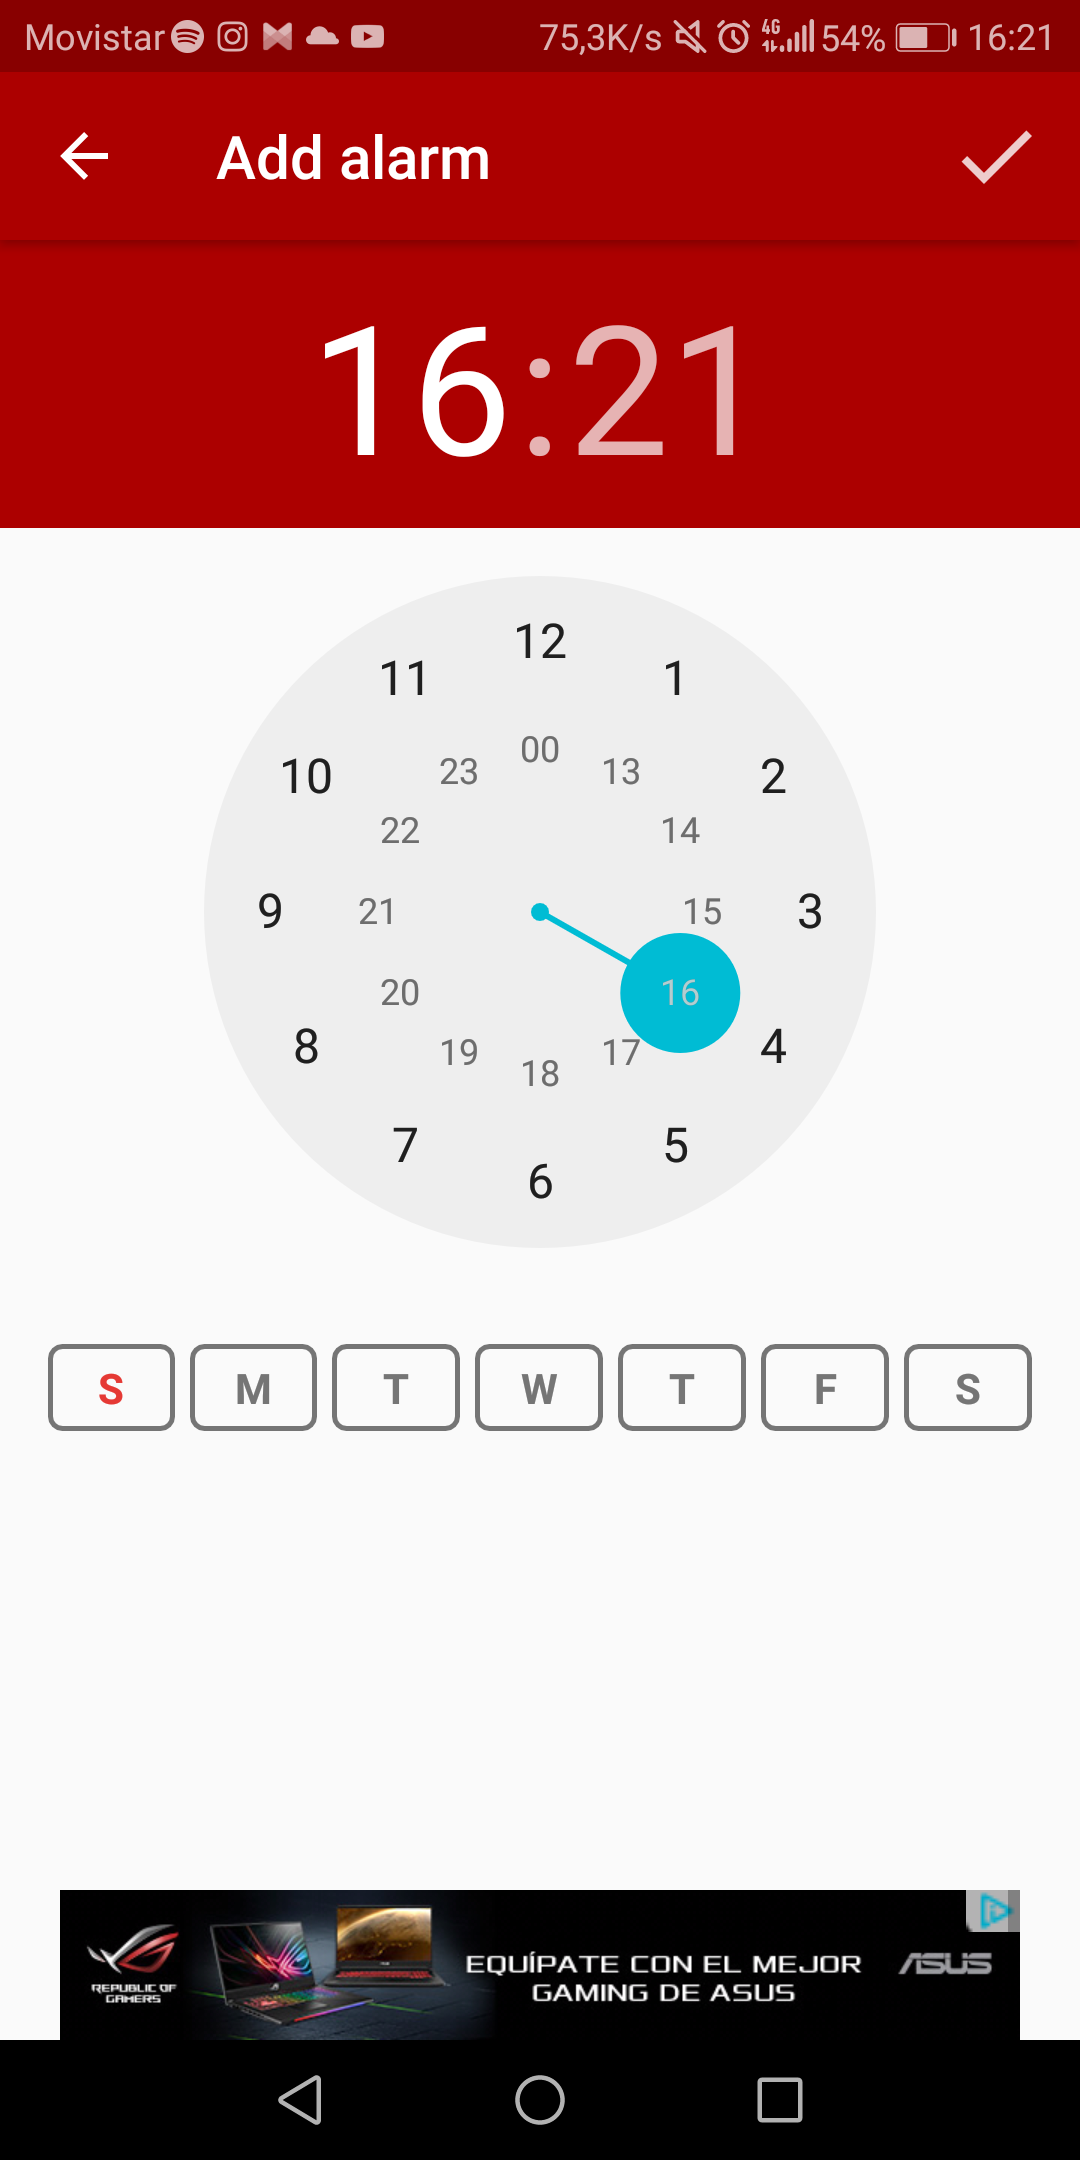 Movistar 75,3K/s 4G 54% 16:21
Add alarm
16:21
12
11 1
10 2
00
23 13
22 14
9 21 15 3
20 16
8 4
19 17
18
7 5
6
S M T W T F S
REPUBLIC OF
GAMERS
EQUÍPATE CON EL MEJOR
GAMING DE ASUS
ASUS